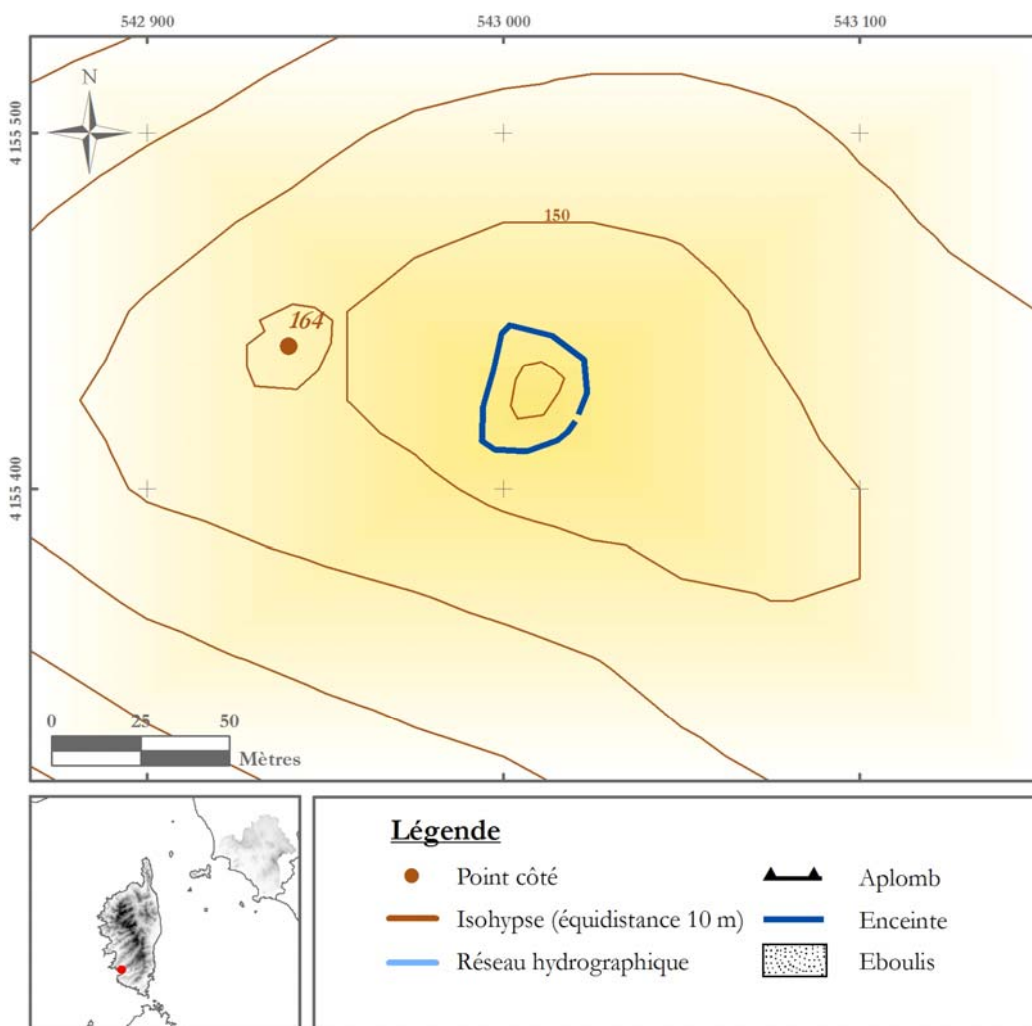 542 900 543 000 543 100
N
4 155 500
150
164
4 155 400
0 25 50
Mètres
Légende
Point côté
Isohypse (équidistance 10 m)
Réseau hydrographique
Aplomb
Enceinte
Eboulis